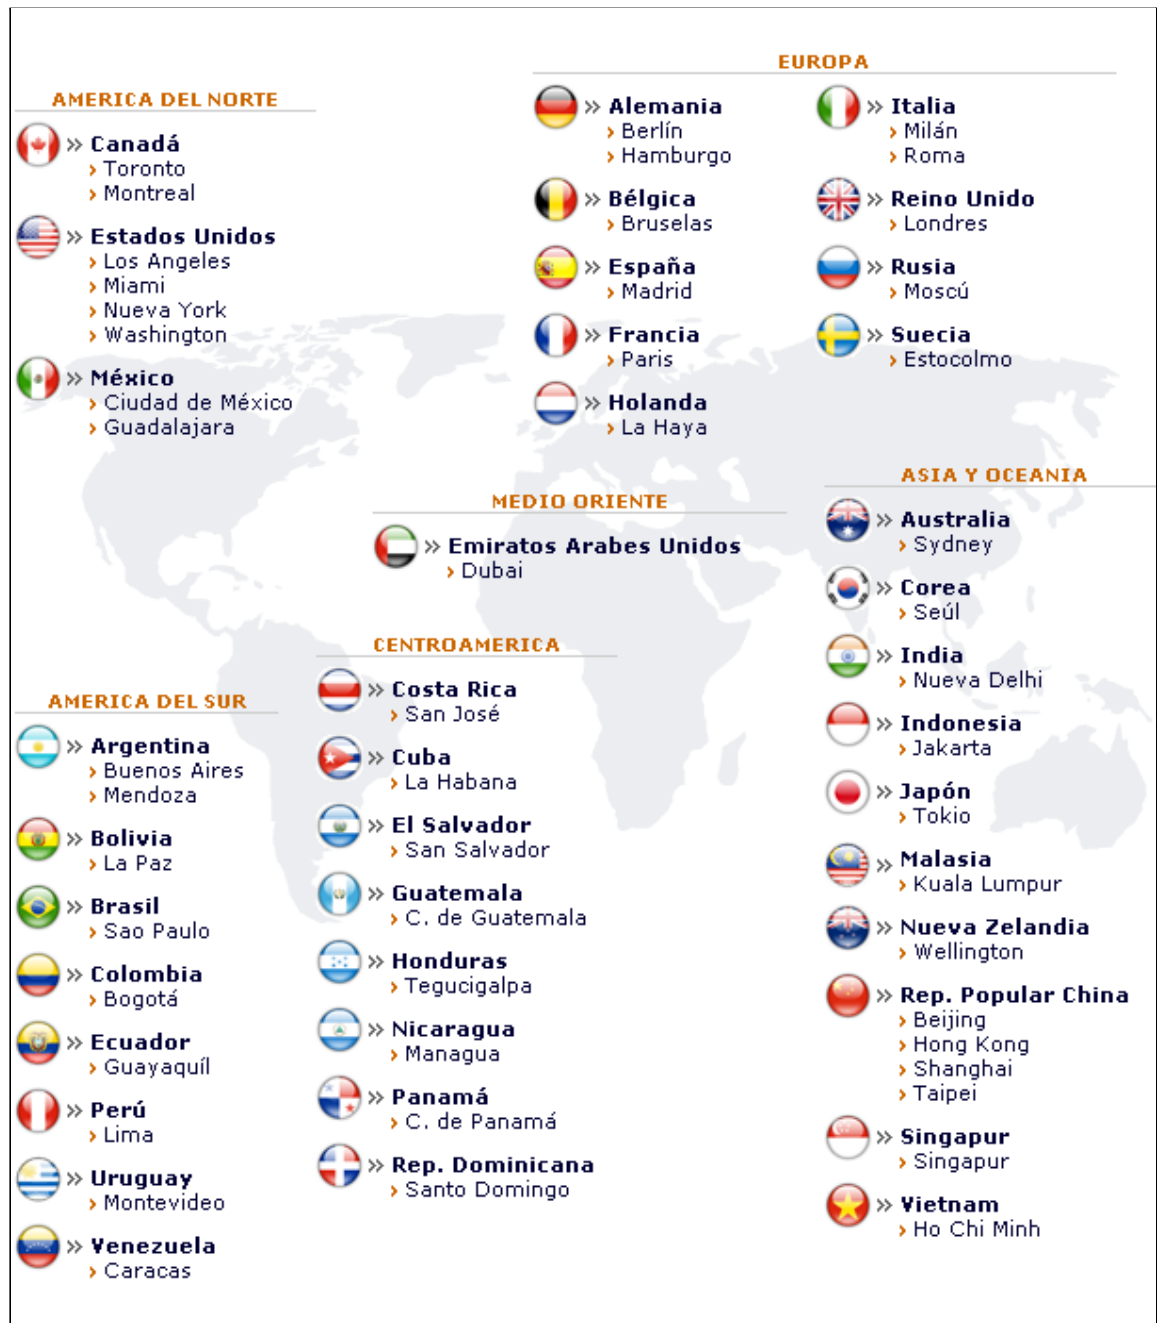 AMERICA DEL NORTE
» Canadá
› Toronto
› Montreal
» Estados Unidos
› Los Angeles
› Miami
› Nueva York
› Washington
» México
› Ciudad de México
› Guadalajara
EUROPA
» Alemania
› Berlín
› Hamburgo
» Bélgica
› Bruselas
» España
› Madrid
» Francia
› Paris
» Holanda
› La Haya
» Italia
› Milán
› Roma
» Reino Unido
› Londres
» Rusia
› Moscú
» Suecia
› Estocolmo
MEDIO ORIENTE
» Emiratos Arabes Unidos
› Dubai
ASIA Y OCEANIA
» Australia
› Sydney
» Corea
› Seúl
» India
› Nueva Delhi
» Indonesia
› Jakarta
» Japón
› Tokio
» Malasia
› Kuala Lumpur
» Nueva Zelandia
› Wellington
» Rep. Popular China
› Beijing
› Hong Kong
› Shanghai
› Taipei
» Singapur
› Singapur
» Vietnam
› Ho Chi Minh
CENTROAMERICA
» Costa Rica
› San José
» Cuba
› La Habana
» El Salvador
› San Salvador
» Guatemala
› C. de Guatemala
» Honduras
› Tegucigalpa
» Nicaragua
› Managua
» Panamá
› C. de Panamá
» Rep. Dominicana
› Santo Domingo
AMERICA DEL SUR
» Argentina
› Buenos Aires
› Mendoza
» Bolivia
› La Paz
» Brasil
› Sao Paulo
» Colombia
› Bogotá
» Ecuador
› Guayaquíl
» Perú
› Lima
» Uruguay
› Montevideo
» Venezuela
› Caracas